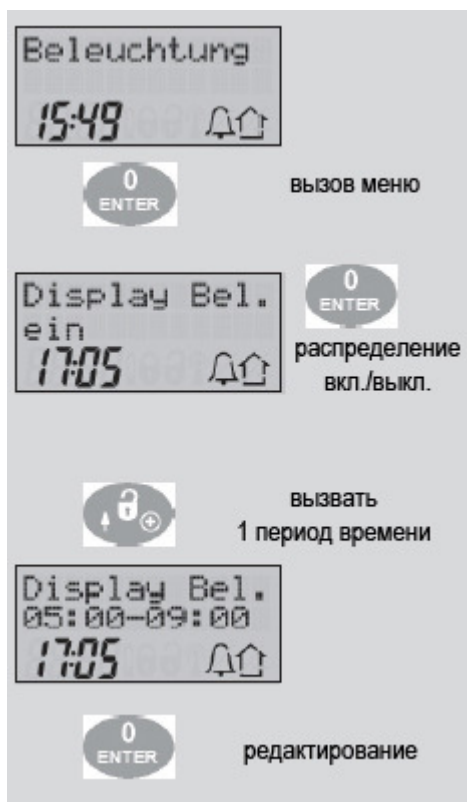 Beleuchtung
15:49
0
ENTER
вызов меню
Display Bel.
ein
17:05
0
ENTER
распределение
вкл./выкл.
вызвать
1 период времени
Display Bel.
05:00-09:00
17:05
0
ENTER
редактирование